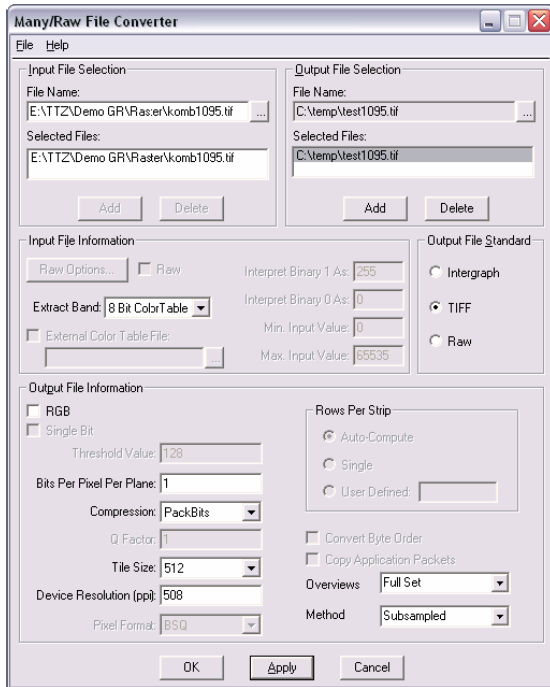 Many/Raw File Converter
File Help
Input File Selection
File Name:
E:\TTZ\Demo GR\Raster\komb1095.tif
...
Selected Files:
E:\TTZ\Demo GR\Raster\komb1095.tif
Add
Delete
Output File Selection
File Name:
C:\temp\test1095.tif
...
Selected Files:
C:\temp\test1095.tif
Add
Delete
Input File Information
Raw Options...
Raw
Extract Band: 8 Bit ColorTable
External Color Table File:
...
Interpret Binary 1 As: 255
Interpret Binary 0 As: 0
Min. Input Value: 0
Max. Input Value: 65535
Output File Standard
Intergraph
TIFF
Raw
Output File Information
RGB
Single Bit
Threshold Value: 128
Bits Per Pixel Per Plane: 1
Compression: PackBits
Q Factor: 1
Tile Size: 512
Device Resolution (ppi): 508
Pixel Format: BSQ
Rows Per Strip
Auto-Compute
Single
User Defined:
Convert Byte Order
Copy Application Packets
Overviews Full Set
Method Subsampled
OK
Apply
Cancel